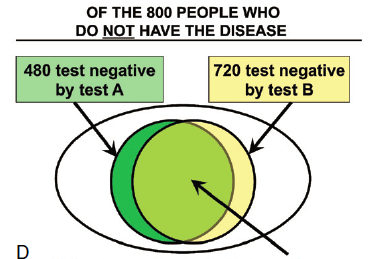 OF THE 800 PEOPLE WHO
DO NOT HAVE THE DISEASE
480 test negative
by test A
720 test negative
by test B
D